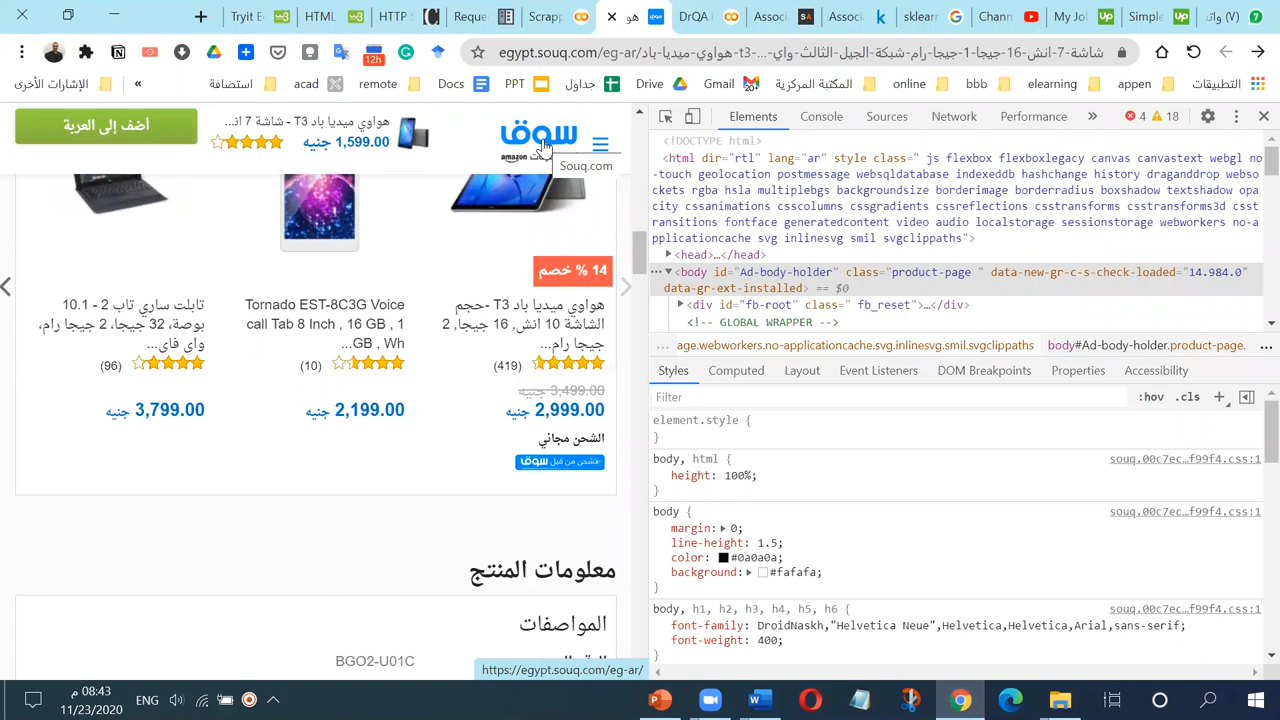 HTTP
Requ
Scrap
هو
DrQA
Associ
Assoc
sklearn
Chann
My Jo
Up
(7) واتد
12h
egypt.souq.com/eg-ar/هواوي-ميديا-باد-t3-شاشة-7-انش-16-جيجا-1-جيجا-رام-شبكة-الجيل-الثالث-واي...
التطبيقات
appen
elearning
bbb
online
المكتبة المركزية
Gmail
Drive
جداول
PPT
Docs
remote
acad
استضافة
»
الإشارات الأخرى
سوق
amazon
هواوي ميديا باد T3 - شاشة 7 انـ...
1,599.00 جنيه
أضف إلى العربة
Souq.com
14 % خصم
هواوي ميديا باد T3 -حجم
الشاشة 10 انش, 16 جيجا, 2
جيجا رام...
(419)
3,499.00 جنيه
2,999.00 جنيه
الشحن مجاني
شحن من قبل سوق
Tornado EST-8C3G Voice
call Tab 8 Inch , 16 GB , 1
GB , Wh...
(10)
2,199.00 جنيه
تابلت ساري تاب 2 - 10.1
بوصة، 32 جيجا، 2 جيجا رام،
واى فاى...
(96)
3,799.00 جنيه
معلومات المنتج
المواصفات
BGO2-U01C
https://egypt.souq.com/eg-ar/
Elements Console Sources Network » 4 18
<!DOCTYPE html>
<html dir="rtl" lang="ar" style class=" js flexbox flexboxlegacy canvas canvastext webgl no
-touch geolocation postmessage websqldatabase indexeddb hashchange history draganddrop webso
ckets rgba hsla multiplebgs backgroundsize borderimage borderradius boxshadow textshadow opa
city cssanimations csscolumns cssgradients cssreflections csstransforms csstransforms3d csst
ransitions fontface generatedcontent video audio localstorage sessionstorage webworkers no-a
pplicationcache svg inlinesvg smil svgclippaths">
<head>…</head>
<body id="Ad-body-holder" class="product-page " data-new-gr-c-s-check-loaded="14.984.0"
data-gr-ext-installed> == $0
<div id="fb-root" class=" fb_reset">…</div>
<!-- GLOBAL WRAPPER -->
... age.webworkers.no-applicationcache.svg.inlinesvg.smil.svgclippaths body#Ad-body-holder.product-page. ...
Styles Computed Layout Event Listeners DOM Breakpoints Properties Accessibility
Filter :hov .cls +
element.style {
}
body, html { souq.00c7ec…f99f4.css:1
height: 100%;
}
body { souq.00c7ec…f99f4.css:1
margin: 0;
line-height: 1.5;
color: #0a0a0a;
background: #fafafa;
}
body, h1, h2, h3, h4, h5, h6 { souq.00c7ec…f99f4.css:1
font-family: DroidNaskh,"Helvetica Neue",Helvetica,Helvetica,Arial,sans-serif;
font-weight: 400;
08:43 م
11/23/2020
ENG